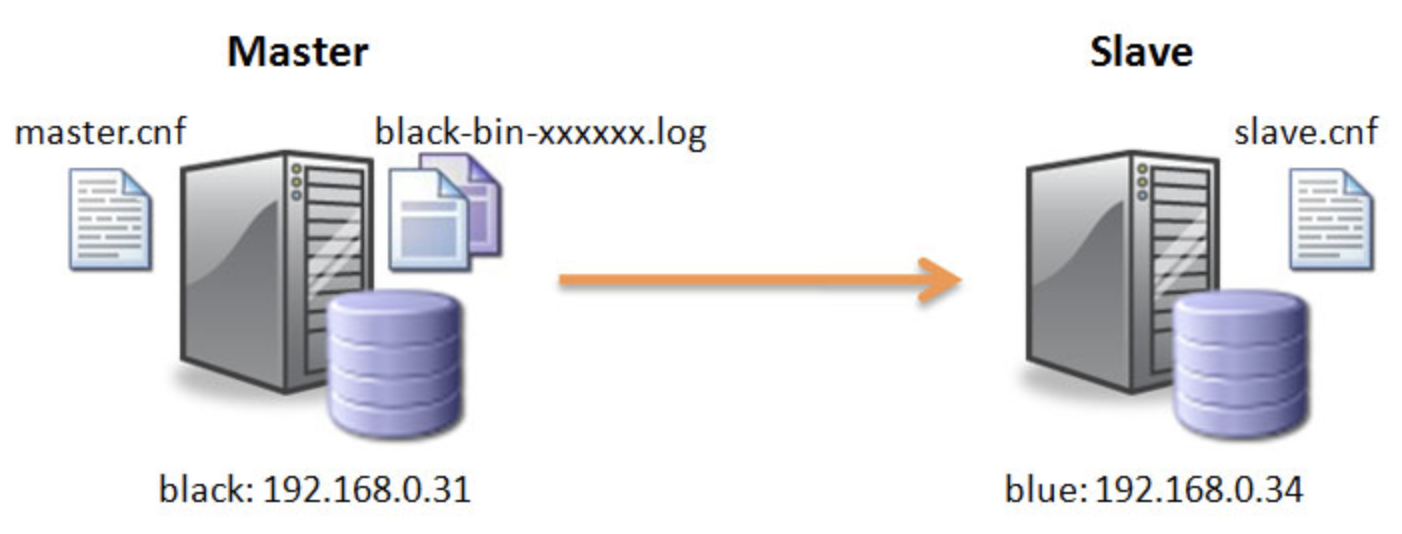 Master
Slave
master.cnf
black-bin-xxxxxx.log
slave.cnf
black: 192.168.0.31
blue: 192.168.0.34